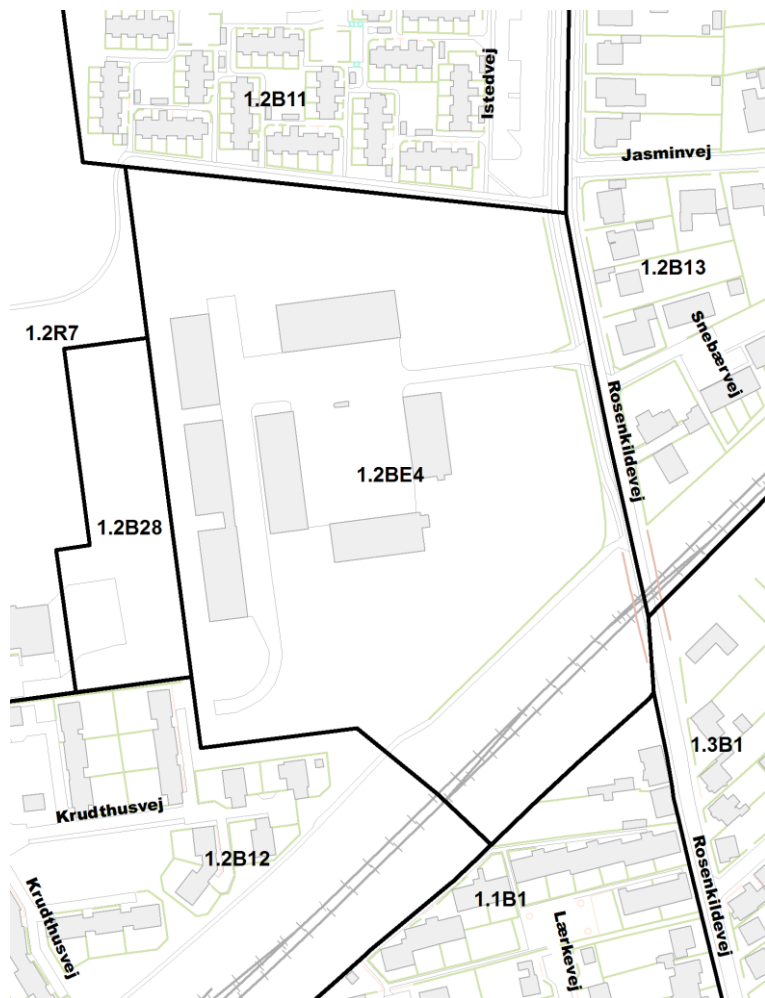 Istedvej
1.2B11
Jasminvej
1.2B13
Snebærvej
1.2R7
Rosenkildevej
1.2BE4
1.2B28
1.3B1
Krudthusvej
1.2B12
Rosenkildevej
Krudthusvej
1.1B1
Lærkevej